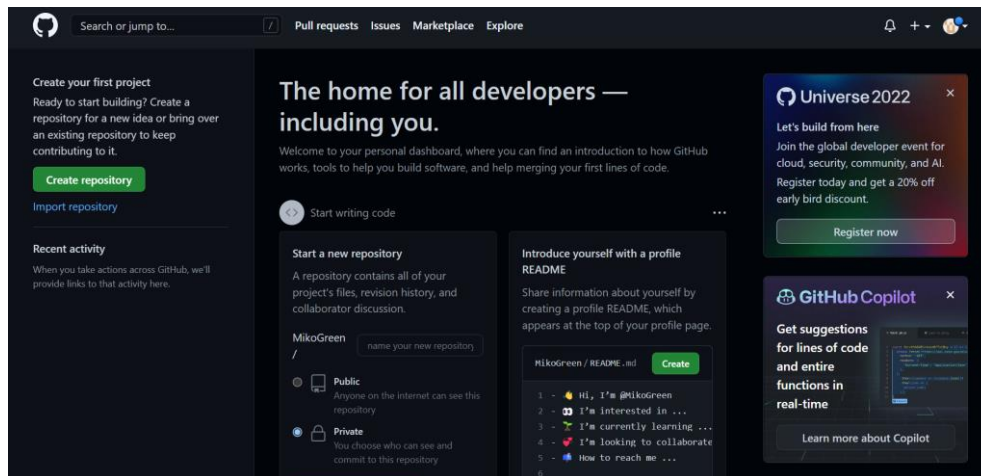 Search or jump to...
/
Pull requests Issues Marketplace Explore
Create your first project
Ready to start building? Create a
repository for a new idea or bring over
an existing repository to keep
contributing to it.
Create repository
Import repository
Recent activity
When you take actions across GitHub, we'll
provide links to that activity here.
The home for all developers —
including you.
Welcome to your personal dashboard, where you can find an introduction to how GitHub
works, tools to help you build software, and help merging your first lines of code.
Start writing code
Start a new repository
A repository contains all of your
project's files, revision history, and
collaborator discussion.
MikoGreen
/
name your new repository
Public
Anyone on the internet can see this
repository
Private
You choose who can see and
commit to this repository
Introduce yourself with a profile
README
Share information about yourself by
creating a profile README, which
appears at the top of your profile page.
MikoGreen / README.md
Create
1 - 👋 Hi, I'm @MikoGreen
2 - 👀 I'm interested in ...
3 - 🌱 I'm currently learning ...
4 - 💞️ I'm looking to collaborate
5 - 📫 How to reach me ...
6
Universe 2022
Let's build from here
Join the global developer event for
cloud, security, community, and AI.
Register today and get a 20% off
early bird discount.
Register now
GitHub Copilot
Get suggestions
for lines of code
and entire
functions in
real-time
Learn more about Copilot